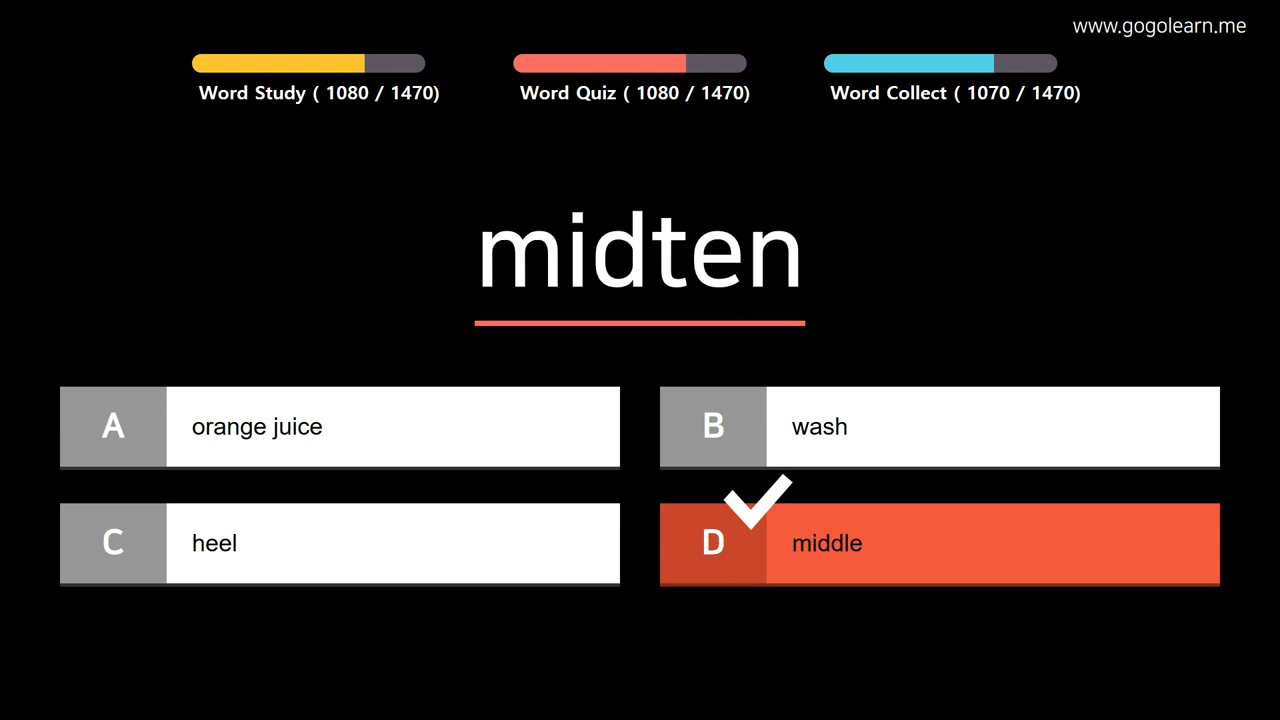 www.gogolearn.me
Word Study ( 1080 / 1470)
Word Quiz ( 1080 / 1470)
Word Collect ( 1070 / 1470)
midten
A orange juice
B wash
C heel
D middle